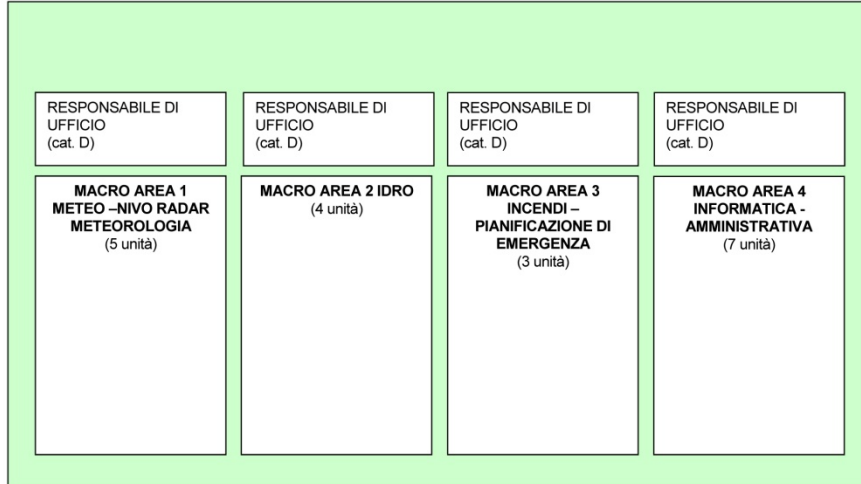 RESPONSABILE DI
UFFICIO
(cat. D)
RESPONSABILE DI
UFFICIO
(cat. D)
RESPONSABILE DI
UFFICIO
(cat. D)
RESPONSABILE DI
UFFICIO
(cat. D)
MACRO AREA 1
METEO –NIVO RADAR
METEOROLOGIA
(5 unità)
MACRO AREA 2 IDRO
(4 unità)
MACRO AREA 3
INCENDI –
PIANIFICAZIONE DI
EMERGENZA
(3 unità)
MACRO AREA 4
INFORMATICA -
AMMINISTRATIVA
(7 unità)